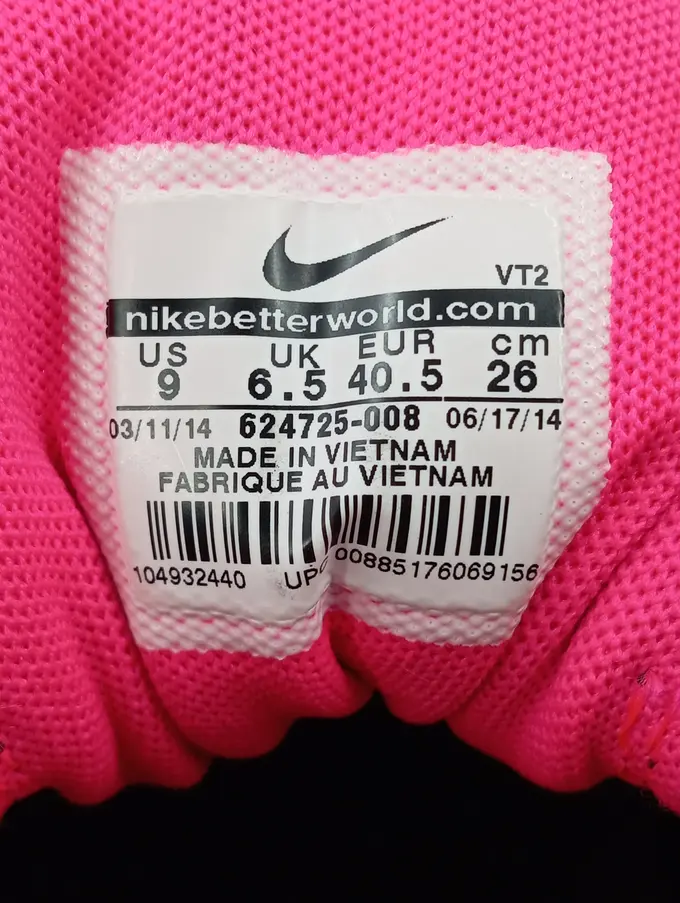 VT2
nikebetterworld.com
US UK EUR cm
9 6.5 40.5 26
03/11/14 624725-008 06/17/14
MADE IN VIETNAM
FABRIQUE AU VIETNAM
104932440 UPC 00885176069156